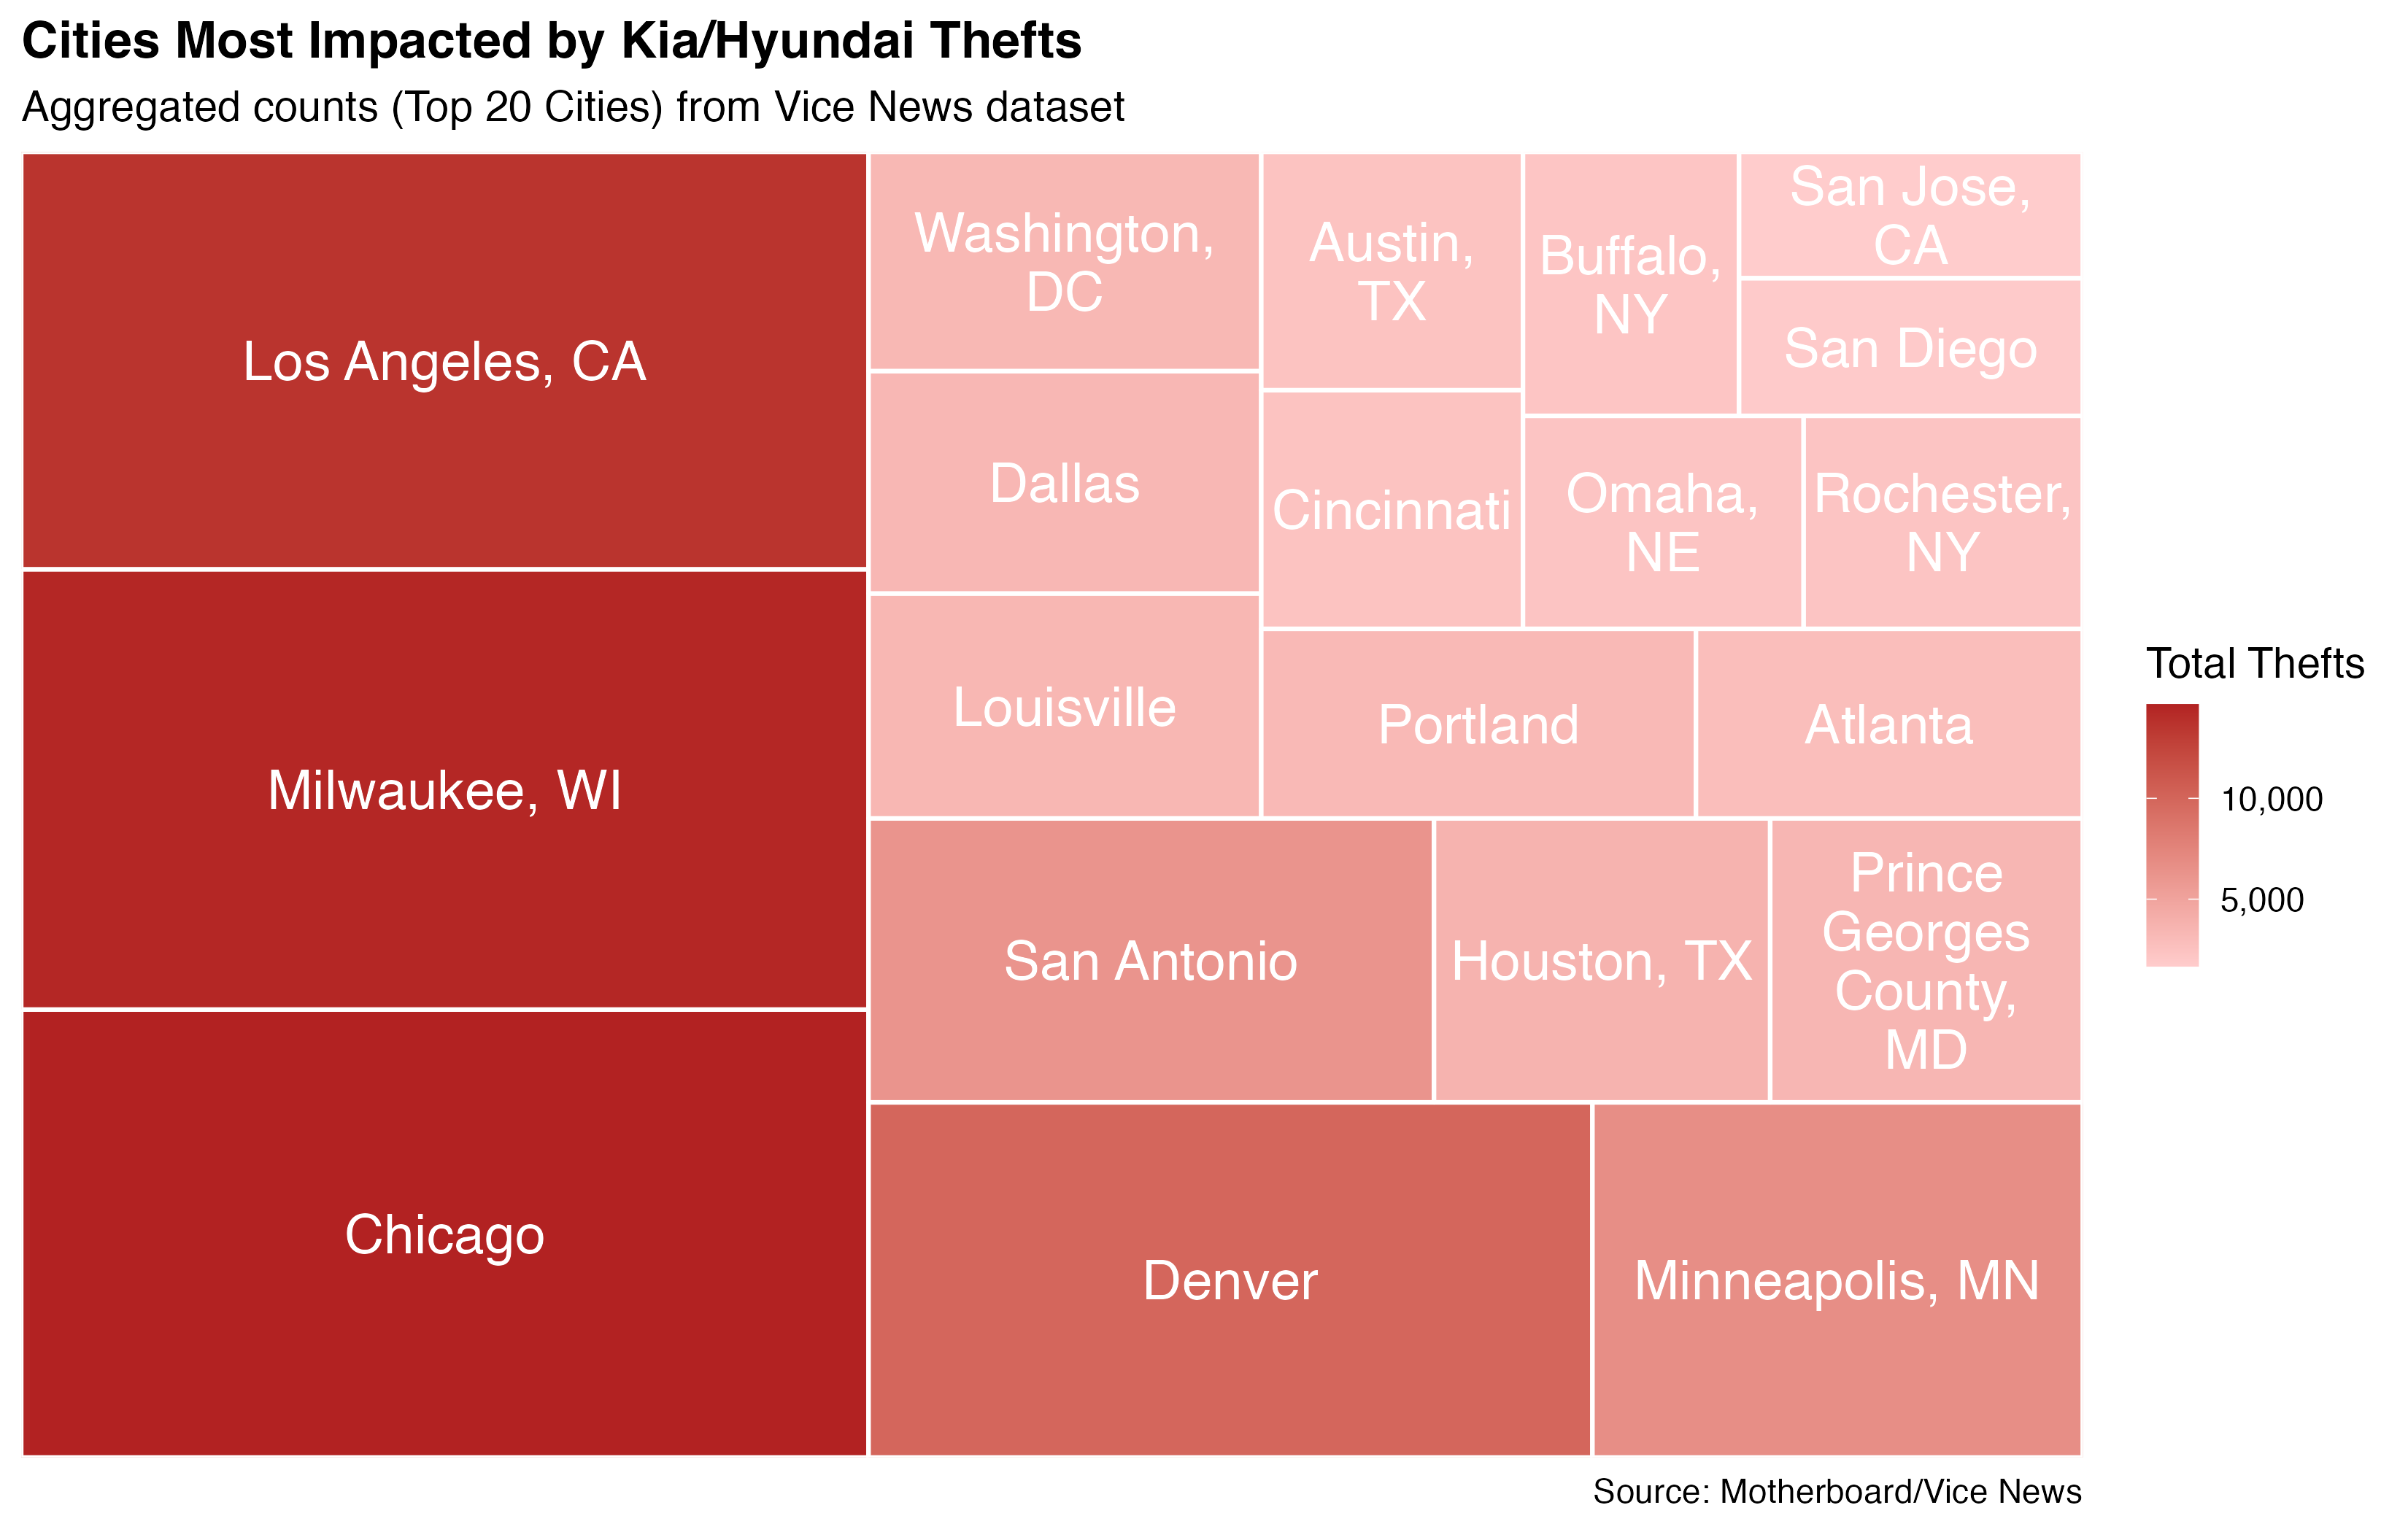 Cities Most Impacted by Kia/Hyundai Thefts
Aggregated counts (Top 20 Cities) from Vice News dataset
Los Angeles, CA
Milwaukee, WI
Chicago
Washington,
DC
Dallas
Louisville
Austin,
TX
Cincinnati
Buffalo,
NY
San Jose,
CA
San Diego
Omaha,
NE
Rochester,
NY
Portland
Atlanta
San Antonio
Houston, TX
Prince
Georges
County,
MD
Denver
Minneapolis, MN
Total Thefts
10,000
5,000
Source: Motherboard/Vice News